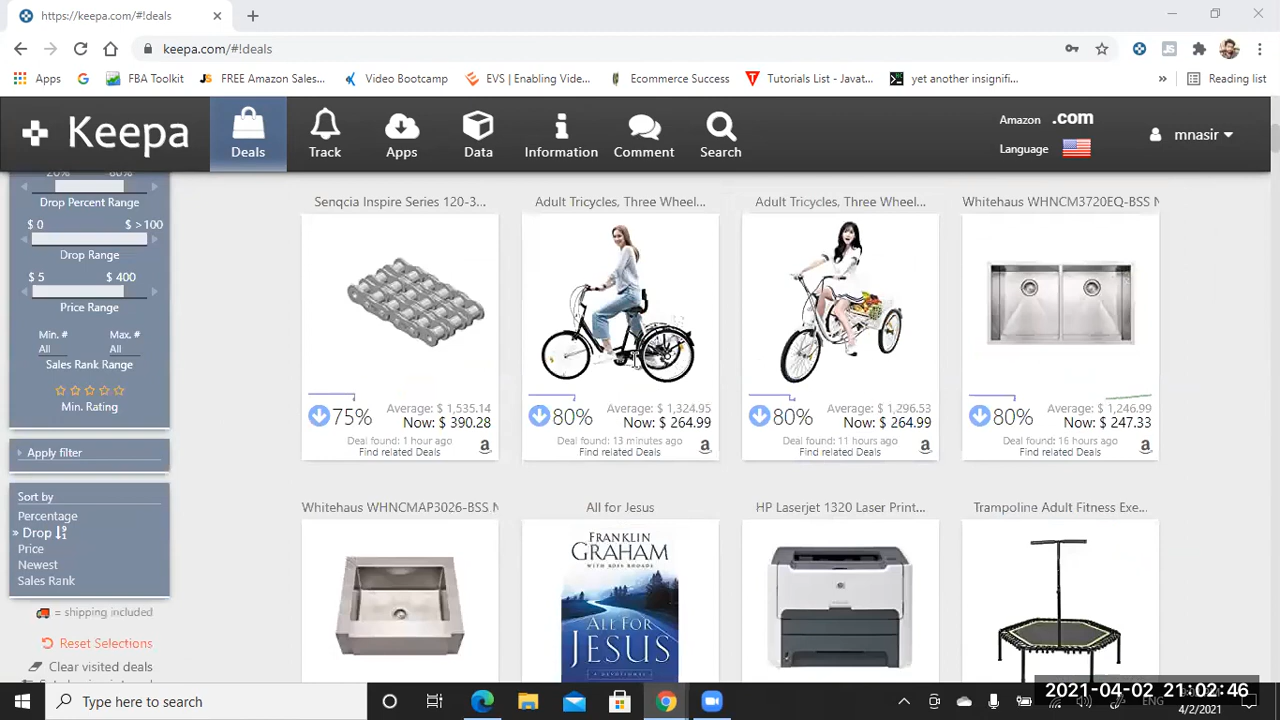 https://keepa.com/#!deals
keepa.com/#!deals
Apps
FBA Toolkit
FREE Amazon Sales...
Video Bootcamp
EVS | Enabling Vide...
Ecommerce Success
Tutorials List - Javat...
yet another insignifi...
Reading list
Keepa
Deals
Track
Apps
Data
Information
Comment
Search
Amazon .com
Language
mnasir
Drop Percent Range
$ 0 $ >100
Drop Range
$ 5 $ 400
Price Range
Min. # Max. #
All All
Sales Rank Range
Min. Rating
Apply filter
Sort by
Percentage
» Drop
Price
Newest
Sales Rank
= shipping included
Reset Selections
Clear visited deals
Senqcia Inspire Series 120-3...
75%
Average: $ 1,535.14
Now: $ 390.28
Deal found: 1 hour ago
Find related Deals
Adult Tricycles, Three Wheel...
80%
Average: $ 1,324.95
Now: $ 264.99
Deal found: 13 minutes ago
Find related Deals
Adult Tricycles, Three Wheel...
80%
Average: $ 1,296.53
Now: $ 264.99
Deal found: 11 hours ago
Find related Deals
Whitehaus WHNCM3720EQ-BSS N
80%
Average: $ 1,246.99
Now: $ 247.33
Deal found: 16 hours ago
Find related Deals
Whitehaus WHNCMAP3026-BSS N
All for Jesus
FRANKLIN
GRAHAM
WITH ROSS RHOADS
ALL FOR
JESUS
HP Laserjet 1320 Laser Print...
Trampoline Adult Fitness Exe...
Type here to search
2021-04-02 21:02:46
4/2/2021